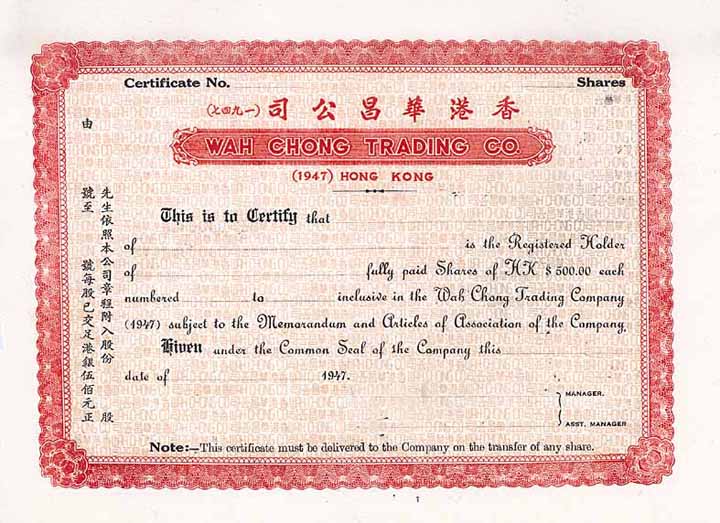 Certificate No. Shares
香港華昌公司(一九四七)
WAH CHONG TRADING CO.
(1947) HONG KONG
This is to Certify that
of is the Registered Holder
of fully paid Shares of HK $500.00 each
numbered to inclusive in the Wah Chong Trading Company
(1947) subject to the Memorandum and Articles of Association of the Company,
Given under the Common Seal of the Company this
date of 1947.
MANAGER.
ASST. MANAGER
Note:—This certificate must be delivered to the Company on the transfer of any share.
先生依照本公司章程附入股份 股
由 號至 號每股已交足港銀伍佰元正
1